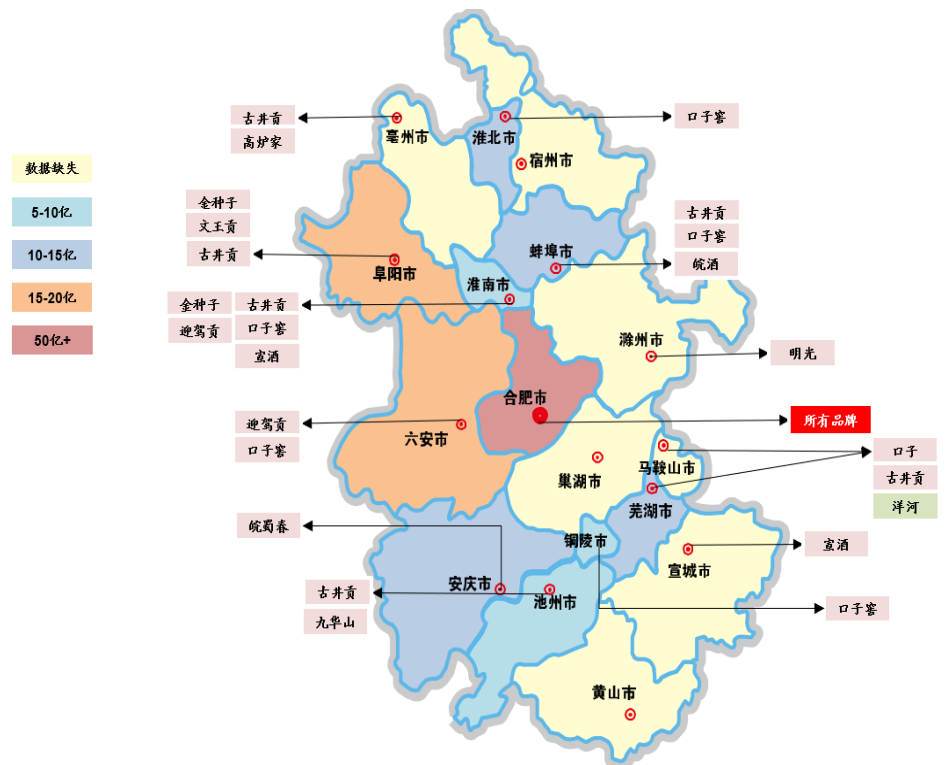 数据缺失
5-10亿
10-15亿
15-20亿
50亿+
古井贡
高炉家
亳州市
淮北市
口子窖
宿州市
金种子
文王贡
古井贡
阜阳市
蚌埠市
古井贡
口子窖
皖酒
淮南市
金种子
古井贡
迎驾贡
口子窖
宣酒
滁州市
明光
合肥市
所有品牌
迎驾贡
口子窖
六安市
巢湖市
马鞍山市
口子
古井贡
洋河
芜湖市
皖蜀春
铜陵市
宣城市
宣酒
安庆市
池州市
古井贡
九华山
口子窖
黄山市